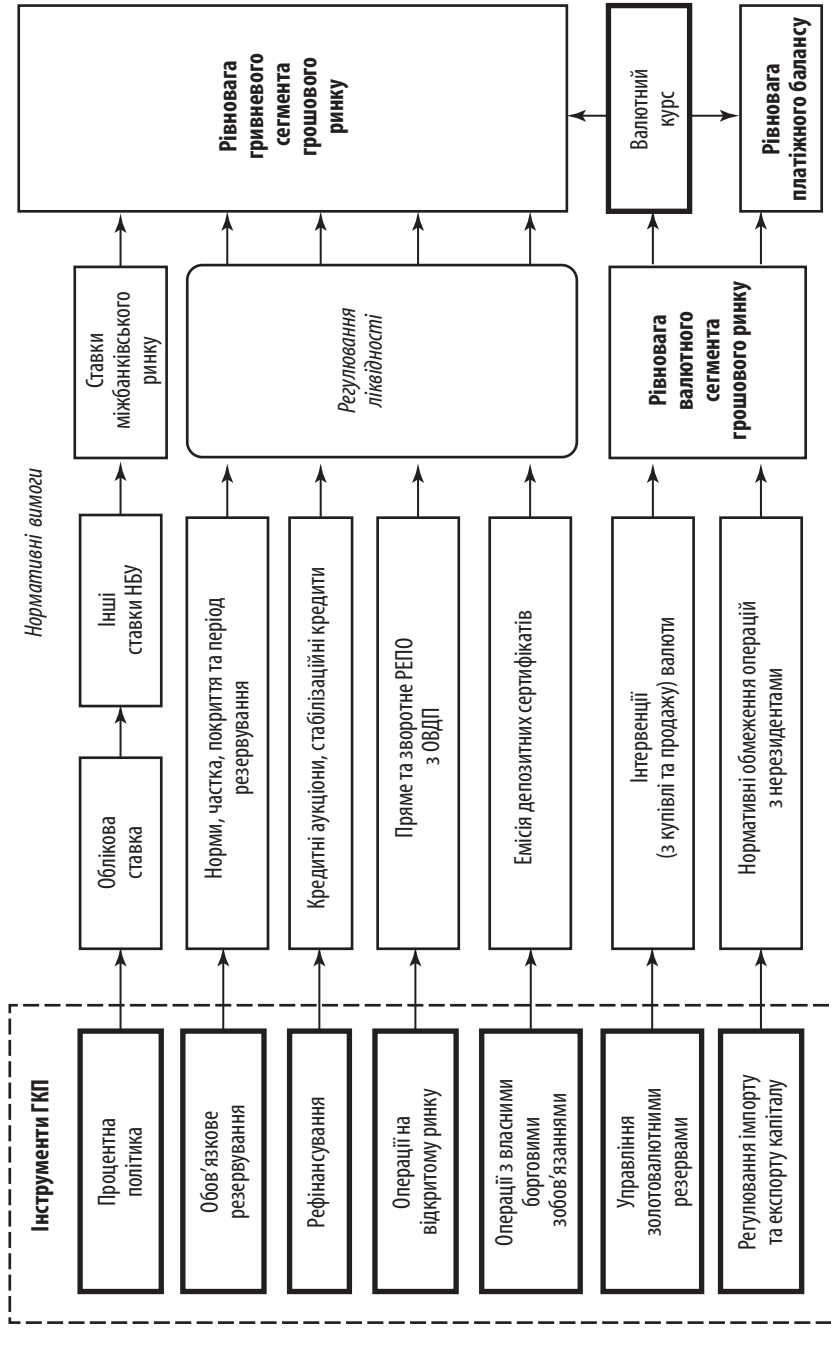 Нормативні вимоги
Інструменти ГКП
Процентна
політика
Облікова
ставка
Інші
ставки НБУ
Ставки
міжбанківського
ринку
Обов'язкове
резервування
Норми, частка, покриття та період
резервування
Рефінансування
Кредитні аукціони, стабілізаційні кредити
Операції на
відкритому ринку
Пряме та зворотне РЕПО
з ОВДП
Операції з власними
борговими
зобов'язаннями
Емісія депозитних сертифікатів
Регулювання
ліквідності
Рівновага
гривневого
сегмента
грошового
ринку
Управління
золотовалютними
резервами
Інтервенції
(з купівлі та продажу) валюти
Регулювання імпорту
та експорту капіталу
Нормативні обмеження операцій
з нерезидентами
Рівновага
валютного
сегмента
грошового ринку
Валютний
курс
Рівновага
платіжного балансу